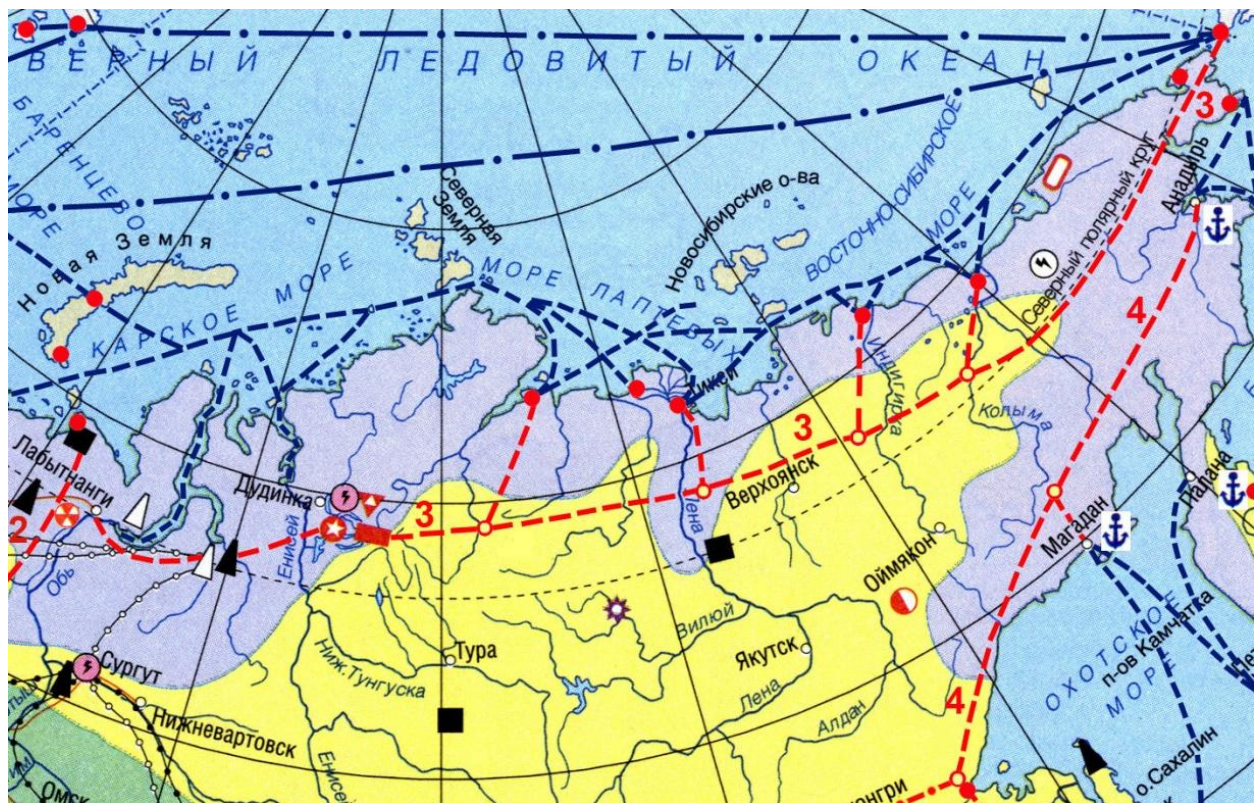 ВЕРНЫЙ ЛЕДОВИТЫЙ ОКЕАН
БАРЕНЦЕВО
МОРЕ
Новая Земля
КАРСКОЕ МОРЕ
Северная
Земля
МОРЕ ЛАПТЕВЫХ
Новосибирские о-ва
ВОСТОЧНО-СИБИРСКОЕ
МОРЕ
Северный полярный круг
3
Анадырь
4
Индигирка
Колыма
Тикси
3
Лабытнанги
Дудинка
3
Верхоянск
Лена
Палана
2
Обь
Енисей
Магадан
Оймякон
Вилюй
Сургут
Тура
Якутск
ОХОТСКОЕ
МОРЕ
п-ов Камчатка
Ниж.Тунгуска
Лена
Алдан
4
Нижневартовск
Енисей
о.Сахалин
Омск